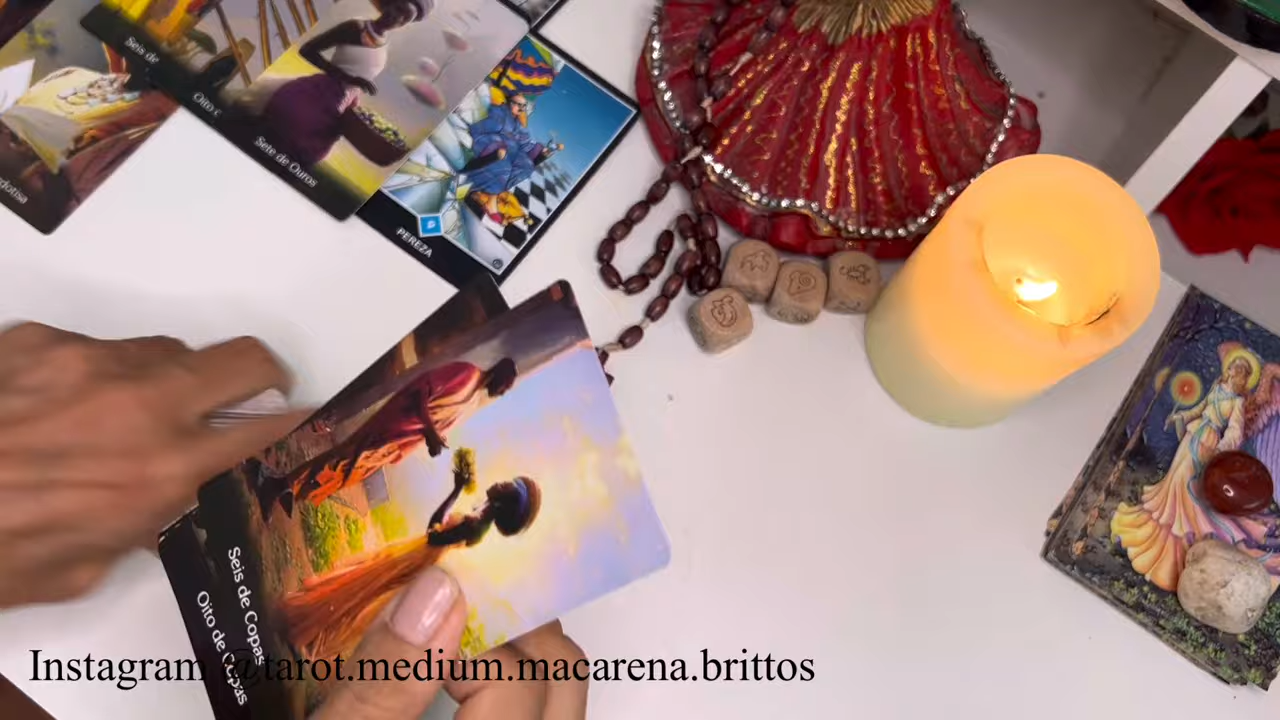 Seis de
Oito
Sete de Ouros
PEREZA
Seis de Copas
Oito de Copas
Instagram @tarot.medium.macarena.brittos